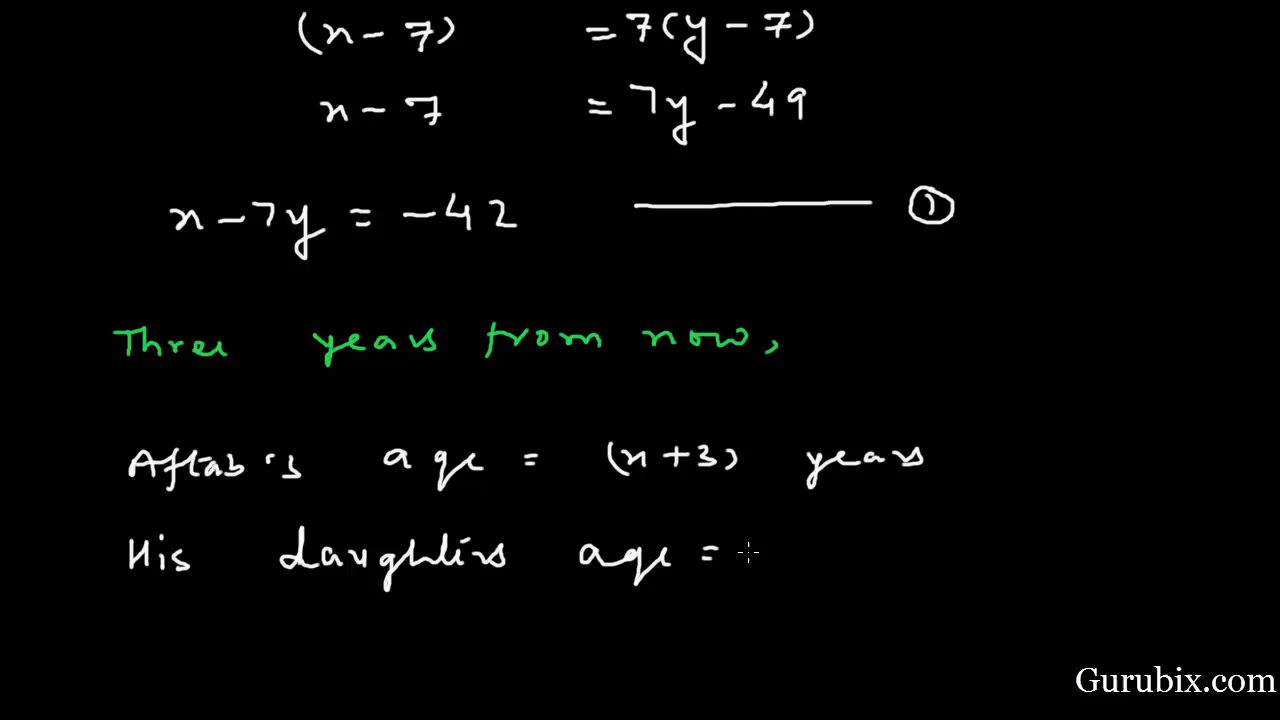 (x - 7) = 7(y - 7)
x - 7 = 7y - 49
x - 7y = -42 ——— ①
Three years from now,
Aftab's age = (x + 3) years
His daughters age =
Gurubix.com